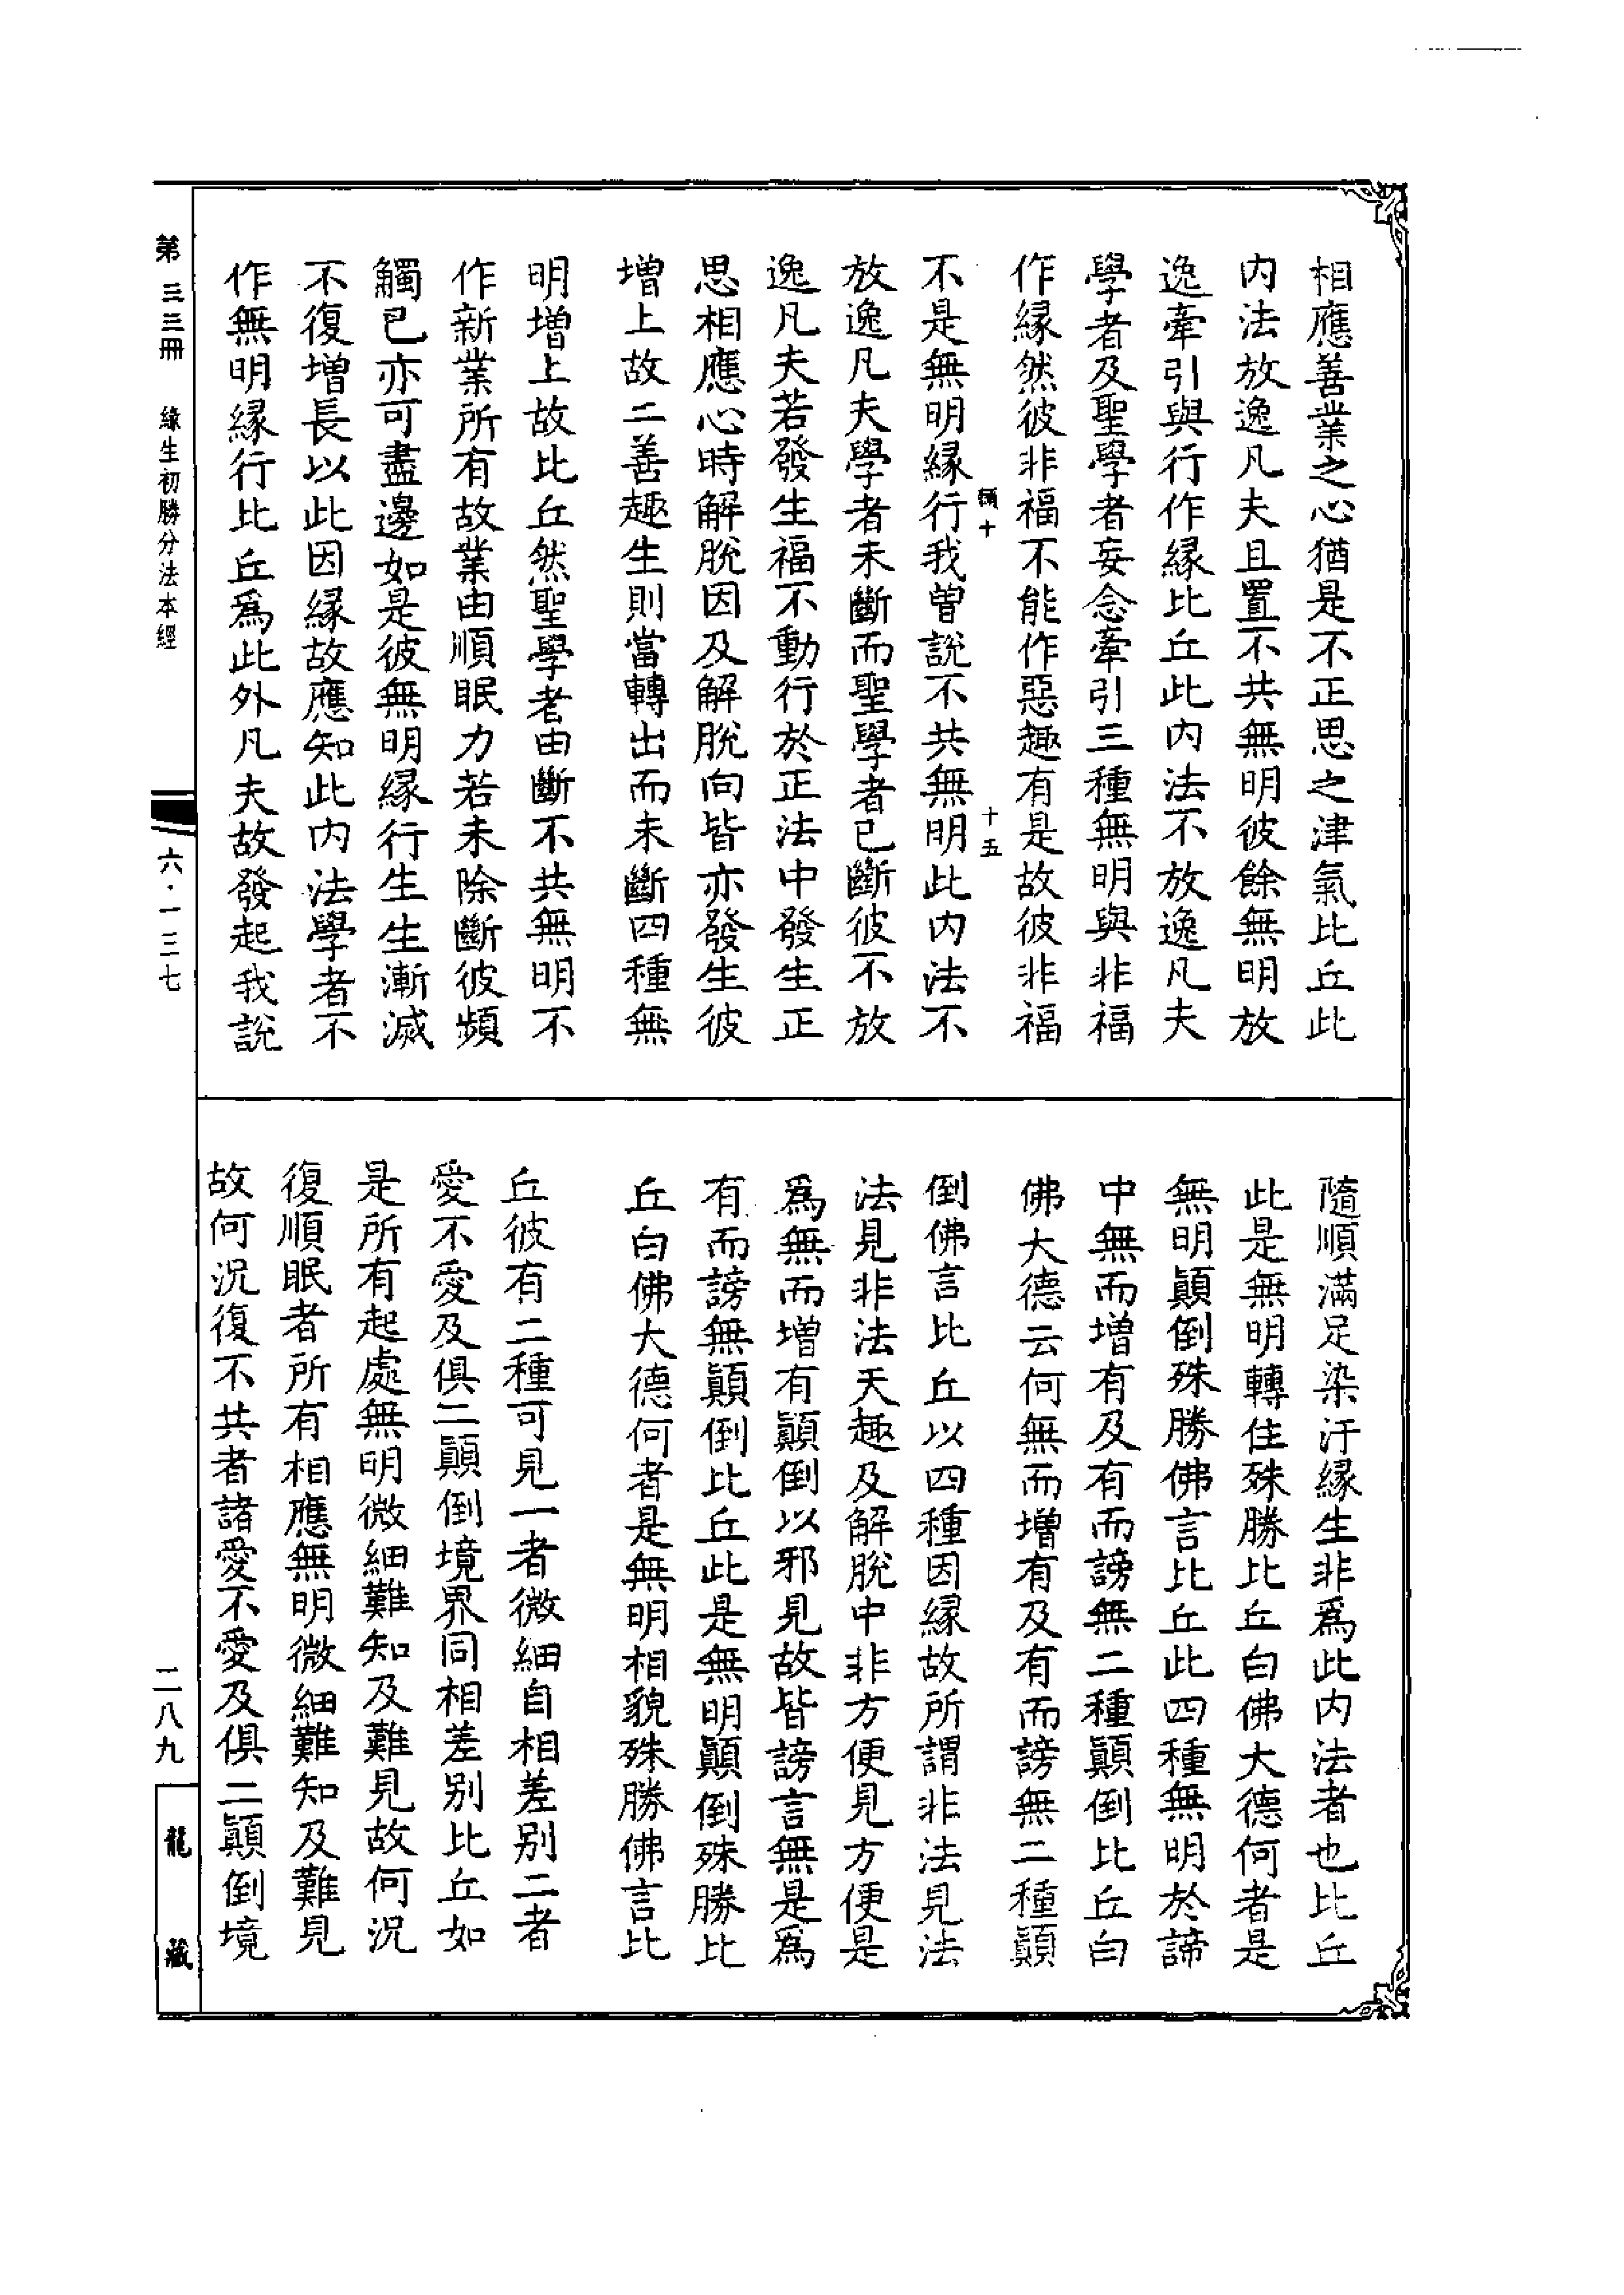 相應善業之心猶是不正思之津氣比丘此
内法放逸凡夫且置不共無明彼餘無明放
逸牽引與行作縁比丘此内法不放逸凡夫
學者及聖學者妄念牽引三種無明與非福
作縁然彼非福不能作惡趣有是故彼非福
十五
不是無明縁行我曾説不共無明此内法不
放逸凡夫學者未斷而聖學者已斷彼不放
逸凡夫若發生福不動行於正法中發生正
思相應心時解脱因及解脱向皆亦發生彼
増上故二善趣生則當轉出而未斷四種無
明增上故比丘然聖學者由斷不共無明不
作新業所有故業由順眠力若未除斷彼頻
觸已亦可盡邊如是彼無明縁行生生漸滅
不復増長以此因縁故應知此内法學者不
作無明縁行比丘爲此外凡夫故發起我說
隨順滿足染汙縁生非爲此内法者也比丘
此是無明轉住殊勝比丘白佛大德何者是
無明顛倒殊勝佛言比丘此四種無明於諦
中無而増有及有而謗無二種顛倒比丘白
佛大德云何無而增有及有而謗無二種顛
倒佛言比丘以四種因縁故所謂非法見法
法見非法天趣及解脱中非方便見方便是
爲無而増有顛倒以邪見故皆謗言無是爲
有而謗無顛倒比丘此是無明顛倒殊勝比
丘白佛大德何者是無明相貌殊勝佛言比
丘彼有二種可見一者微細自相差别二者
愛不愛及俱二顛倒境界同相差别比丘如
是所有起處無明微細難知及難見故何況
復順眠者所有相應無明微細難知及難見
故何況復不共者諸愛不愛及俱二顛倒境
第三三冊 緣生初勝分法本經
六·一三七
二八九
龍藏